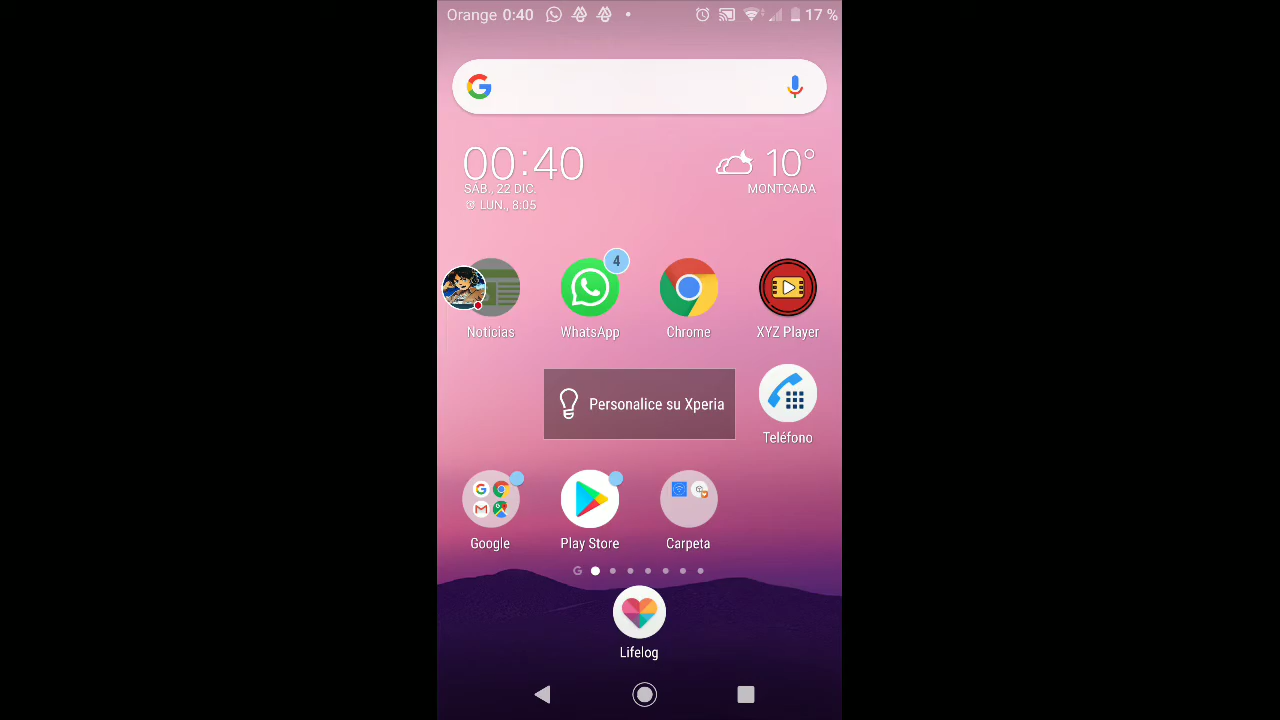 Orange 0:40
17 %
00:40
SÁB., 22 DIC.
LUN., 8:05
10°
MONTCADA
4
Noticias
WhatsApp
Chrome
XYZ Player
Personalice su Xperia
Teléfono
Google
Play Store
Carpeta
Lifelog